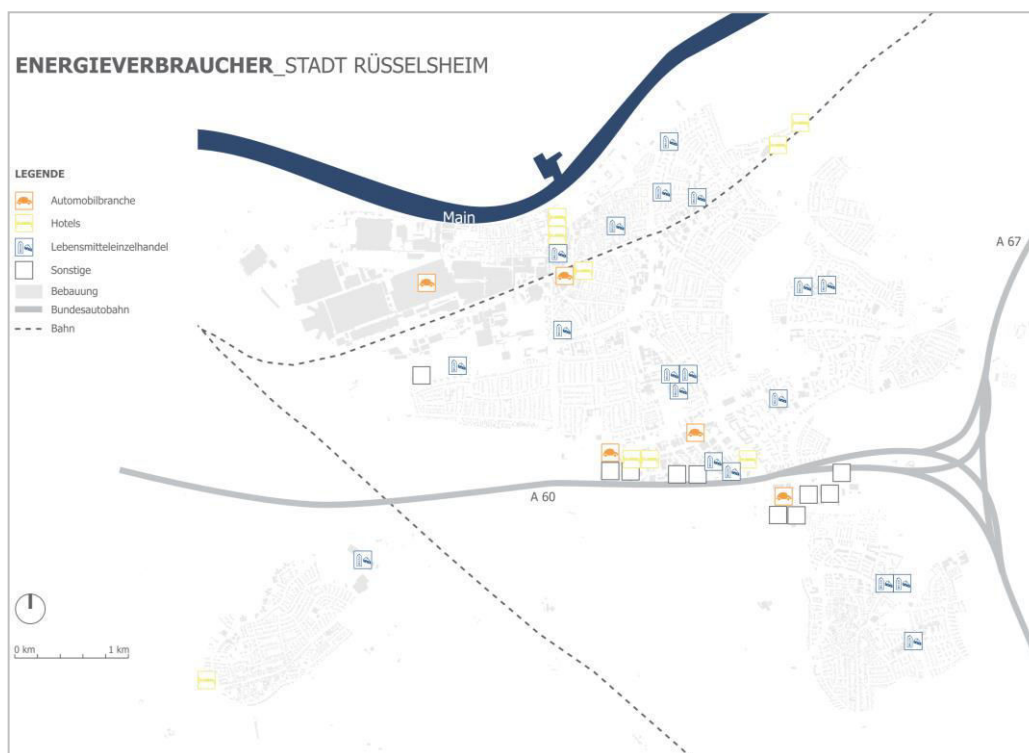 ENERGIEVERBRAUCHER_STADT RÜSSELSHEIM
LEGENDE
Automobilbranche
Hotels
Lebensmitteleinzelhandel
Sonstige
Bebauung
Bundesautobahn
Bahn
Main
A 67
A 60
0 km 1 km